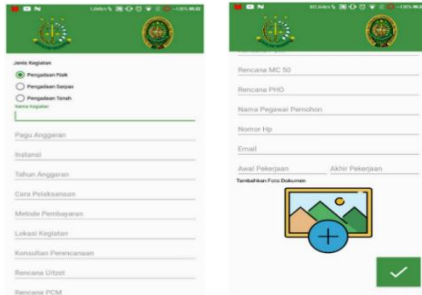 Jenis Kegiatan
Pengadaan Fisik
Pengadaan Sarpas
Pengadaan Tanah
Nama Kegiatan
Pagu Anggaran
Instansi
Tahun Anggaran
Cara Pelaksanaan
Metode Pembayaran
Lokasi Kegiatan
Konsultan Perencanaan
Rencana Uitzet
Rencana PCM
Rencana MC 50
Rencana PHO
Nama Pegawai Pemohon
Nomor Hp
Email
Awal Pekerjaan Akhir Pekerjaan
Tambahkan Foto Dokumen